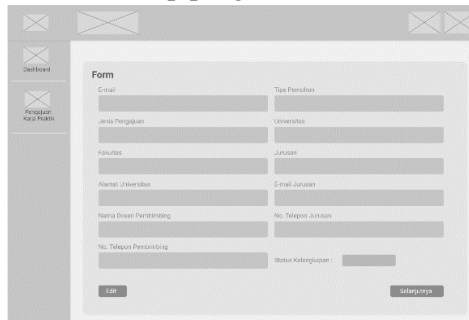 Dashboard
Pengajuan
Kerja Praktik
Form
E-mail
Tipe Pemohon
Jenis Pengajuan
Universitas
Fakultas
Jurusan
Alamat Universitas
E-mail Jurusan
Nama Dosen Pembimbing
No. Telepon Jurusan
No. Telepon Pembimbing
Status Kelengkapan :
Edit
Selanjutnya